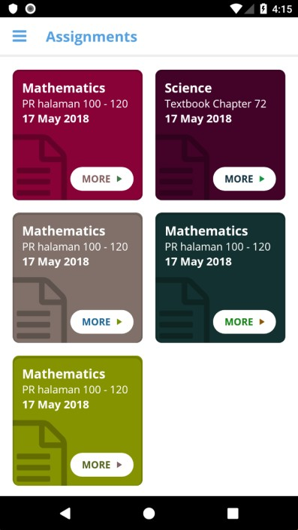 4:15
Assignments
Mathematics
PR halaman 100 - 120
17 May 2018
MORE
Science
Textbook Chapter 72
17 May 2018
MORE
Mathematics
PR halaman 100 - 120
17 May 2018
MORE
Mathematics
PR halaman 100 - 120
17 May 2018
MORE
Mathematics
PR halaman 100 - 120
17 May 2018
MORE